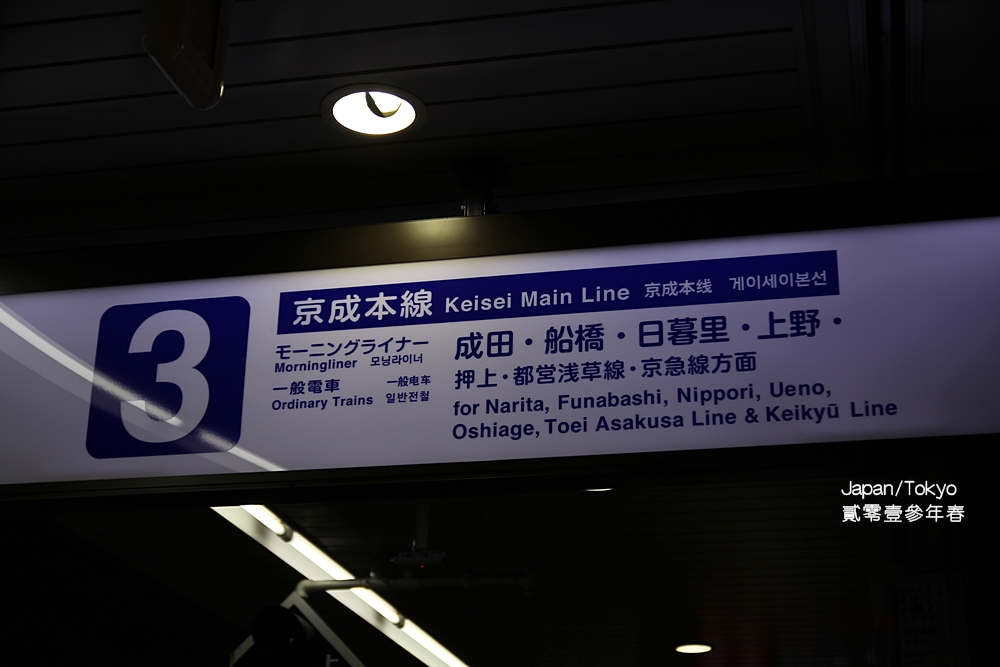 3
京成本線 Keisei Main Line 京成本线 게이세이본선
モーニングライナー
Morningliner 모닝라이너
一般電車 一般电车
Ordinary Trains 일반전철
成田・船橋・日暮里・上野・
押上・都営浅草線・京急線方面
for Narita, Funabashi, Nippori, Ueno,
Oshiage, Toei Asakusa Line & Keikyū Line
Japan/Tokyo
貳零壹參年春